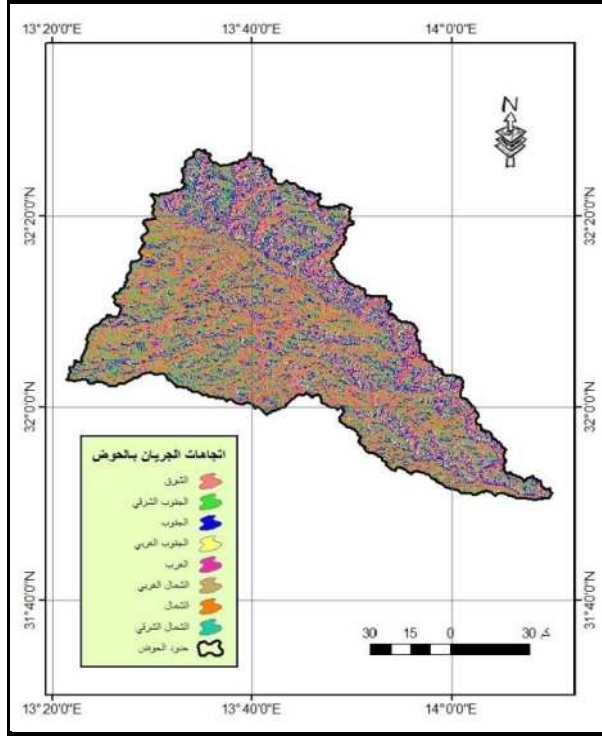 13°20'0"E 13°40'0"E 14°0'0"E
N
32°20'0"N 32°20'0"N
32°0'0"N 32°0'0"N
31°40'0"N 31°40'0"N
اتجاهات الجريان بالحوض
الشرق
الجنوب الشرقي
الجنوب
الجنوب الغربي
الغرب
الشمال الغربي
الشمال
الشمال الشرقي
حدود الحوض
30 15 0 30 كم
13°20'0"E 13°40'0"E 14°0'0"E